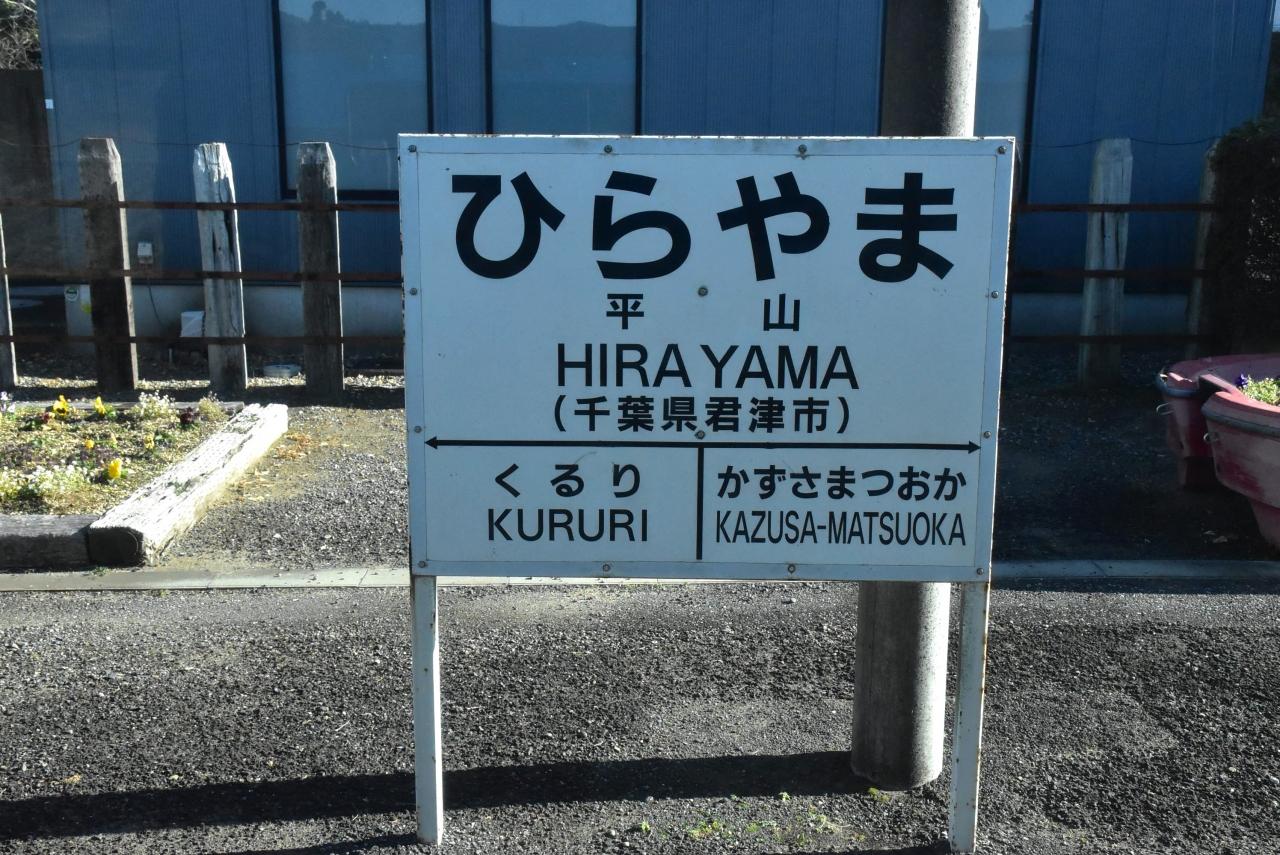 ひらやま
平 山
HIRAYAMA
(千葉県君津市)
くるり かずさまつおか
KURURI KAZUSA-MATSUOKA